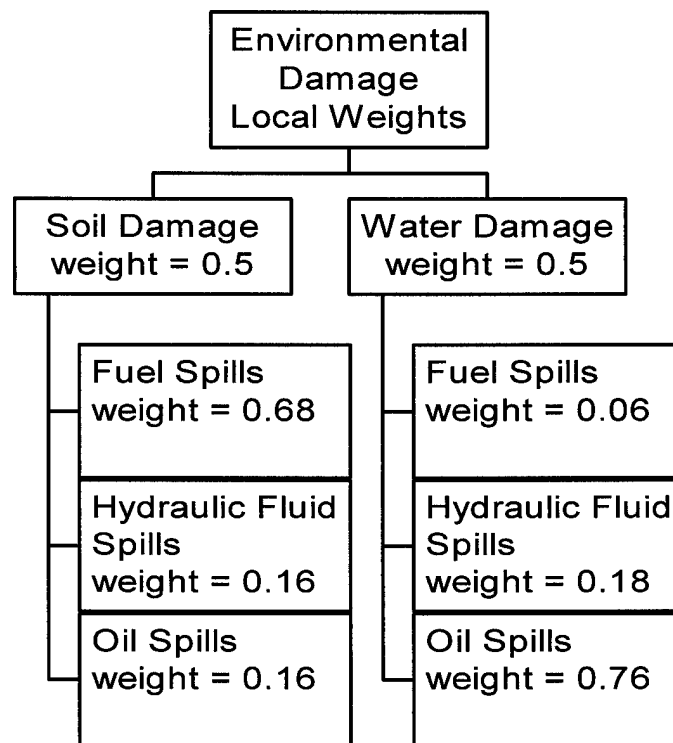 Environmental
Damage
Local Weights
Soil Damage
weight = 0.5
Water Damage
weight = 0.5
Fuel Spills
weight = 0.68
Hydraulic Fluid
Spills
weight = 0.16
Oil Spills
weight = 0.16
Fuel Spills
weight = 0.06
Hydraulic Fluid
Spills
weight = 0.18
Oil Spills
weight = 0.76